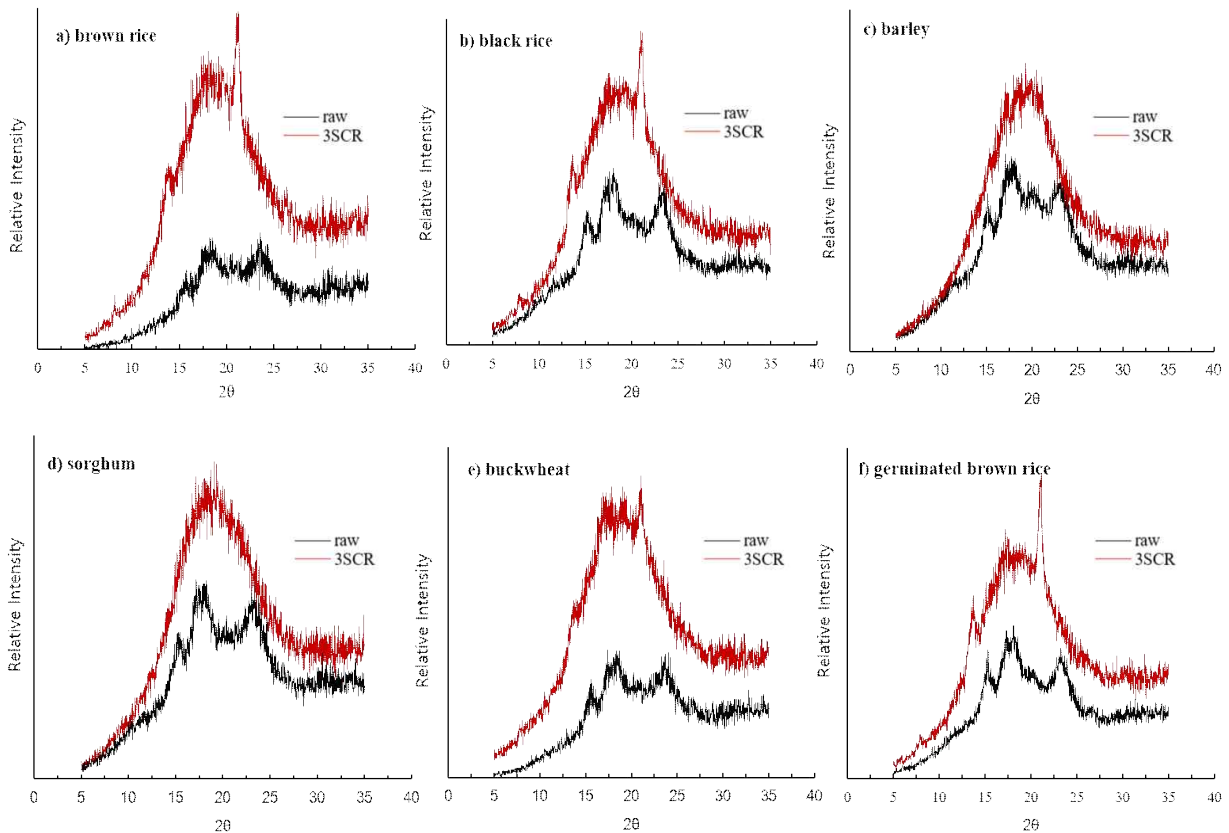 a) brown rice
raw
3SCR
Relative Intensity
0 5 10 15 20 25 30 35 40
2θ
b) black rice
raw
3SCR
Relative Intensity
0 5 10 15 20 25 30 35 40
2θ
c) barley
raw
3SCR
Relative Intensity
0 5 10 15 20 25 30 35 40
2θ
d) sorghum
raw
3SCR
Relative Intensity
0 5 10 15 20 25 30 35 40
2θ
e) buckwheat
raw
3SCR
Relative Intensity
0 5 10 15 20 25 30 35 40
2θ
f) germinated brown rice
raw
3SCR
Relative Intensity
0 5 10 15 20 25 30 35 40
2θ